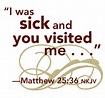 "I was
sick and
you visited
me . . . ."
—Matthew 25:36 NKJV